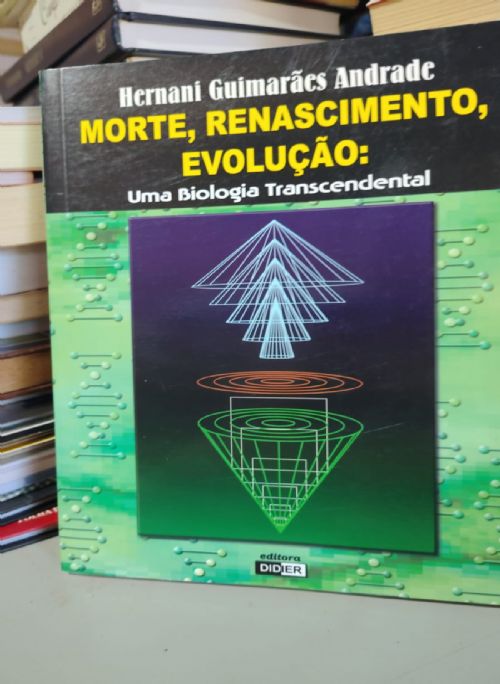 Hernani Guimarães Andrade
MORTE, RENASCIMENTO,
EVOLUÇÃO:
Uma Biologia Transcendental
editora
DIDIER